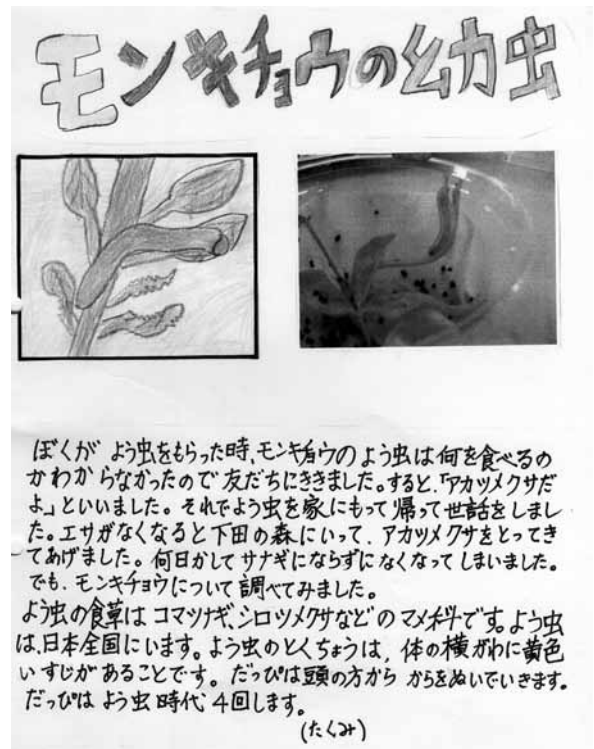 モンキチョウの幼虫
ぼくが よう虫をもらった時、モンキチョウのよう虫は何を食べるの
かわからなかったので友だちにききました。すると、「アカツメクサだ
よ」といいました。それでよう虫を家にもって帰って世話をしまし
た。エサがなくなると下田の森にいって、アカツメクサをとってき
てあげました。何日かしてサナギにならずになくなってしまいました。
でも、モンキチョウについて調べてみました。
よう虫の食草はコマツナギ、シロツメクサなどのマメ科です。よう虫
は、日本全国にいます。よう虫のとくちょうは、体の横がわに黄色
いすじがあることです。だっぴは頭の方からからをぬいでいきます。
だっぴはよう虫時代、4回します。
(たくみ)